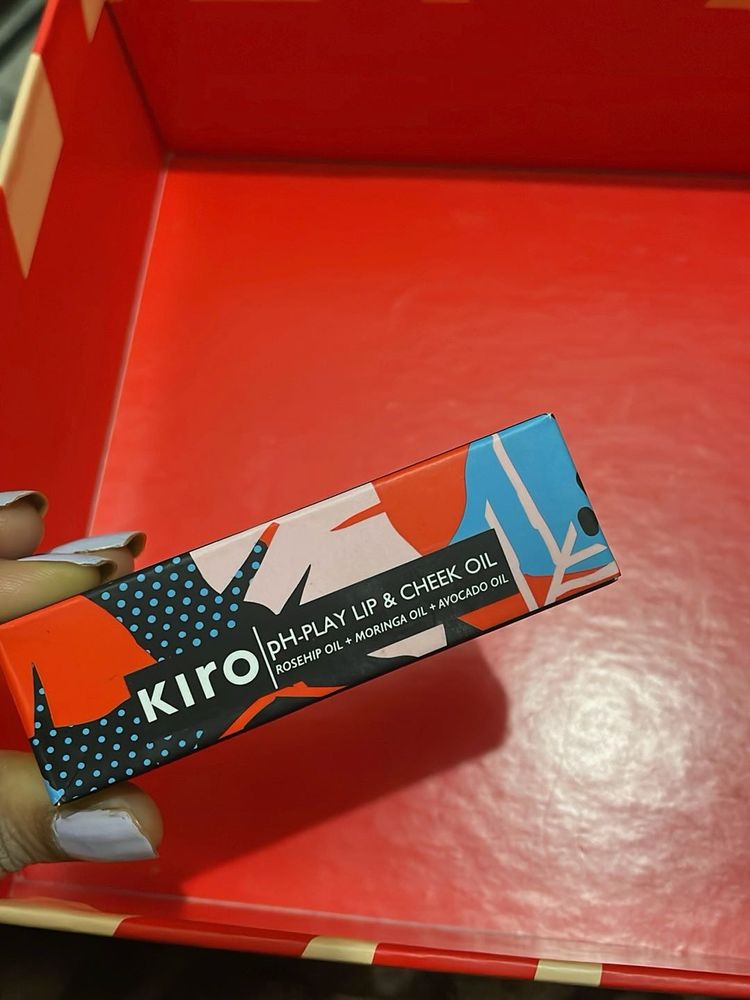 KIRO
pH-PLAY LIP & CHEEK OIL
ROSEHIP OIL + MORINGA OIL + AVOCADO OIL